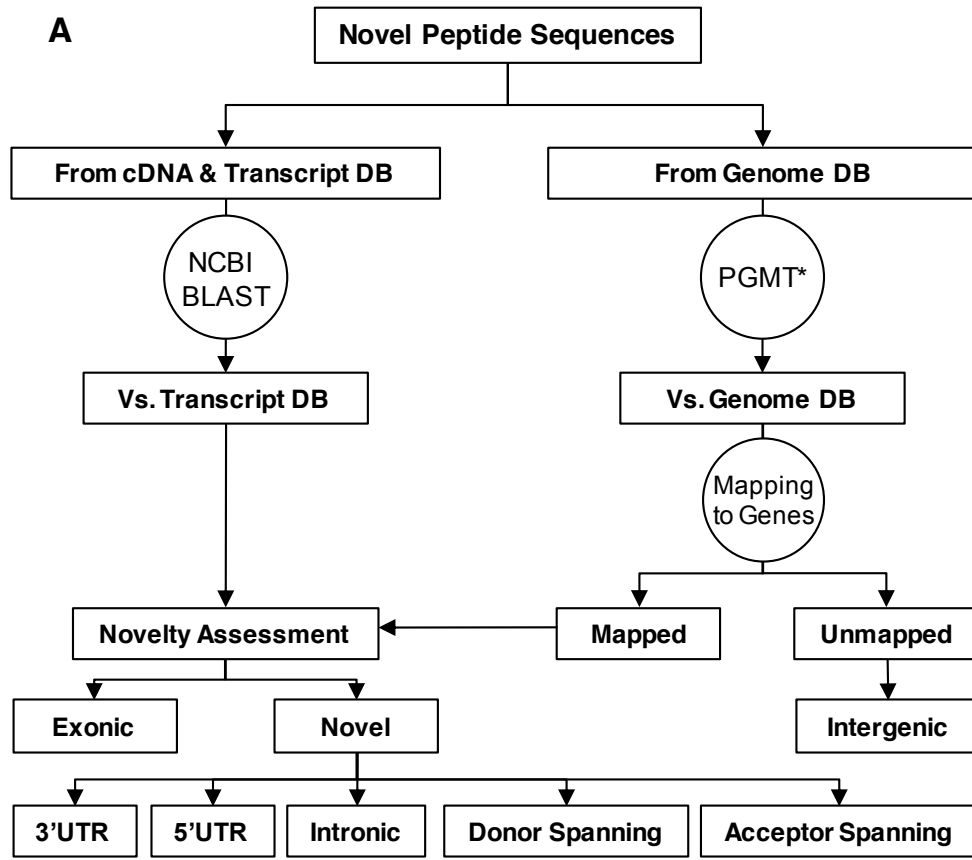 A
Novel Peptide Sequences
From cDNA & Transcript DB
From Genome DB
NCBI
BLAST
PGMT*
Vs. Transcript DB
Vs. Genome DB
Mapping
to Genes
Novelty Assessment
Mapped
Unmapped
Exonic
Novel
Intergenic
3'UTR
5'UTR
Intronic
Donor Spanning
Acceptor Spanning